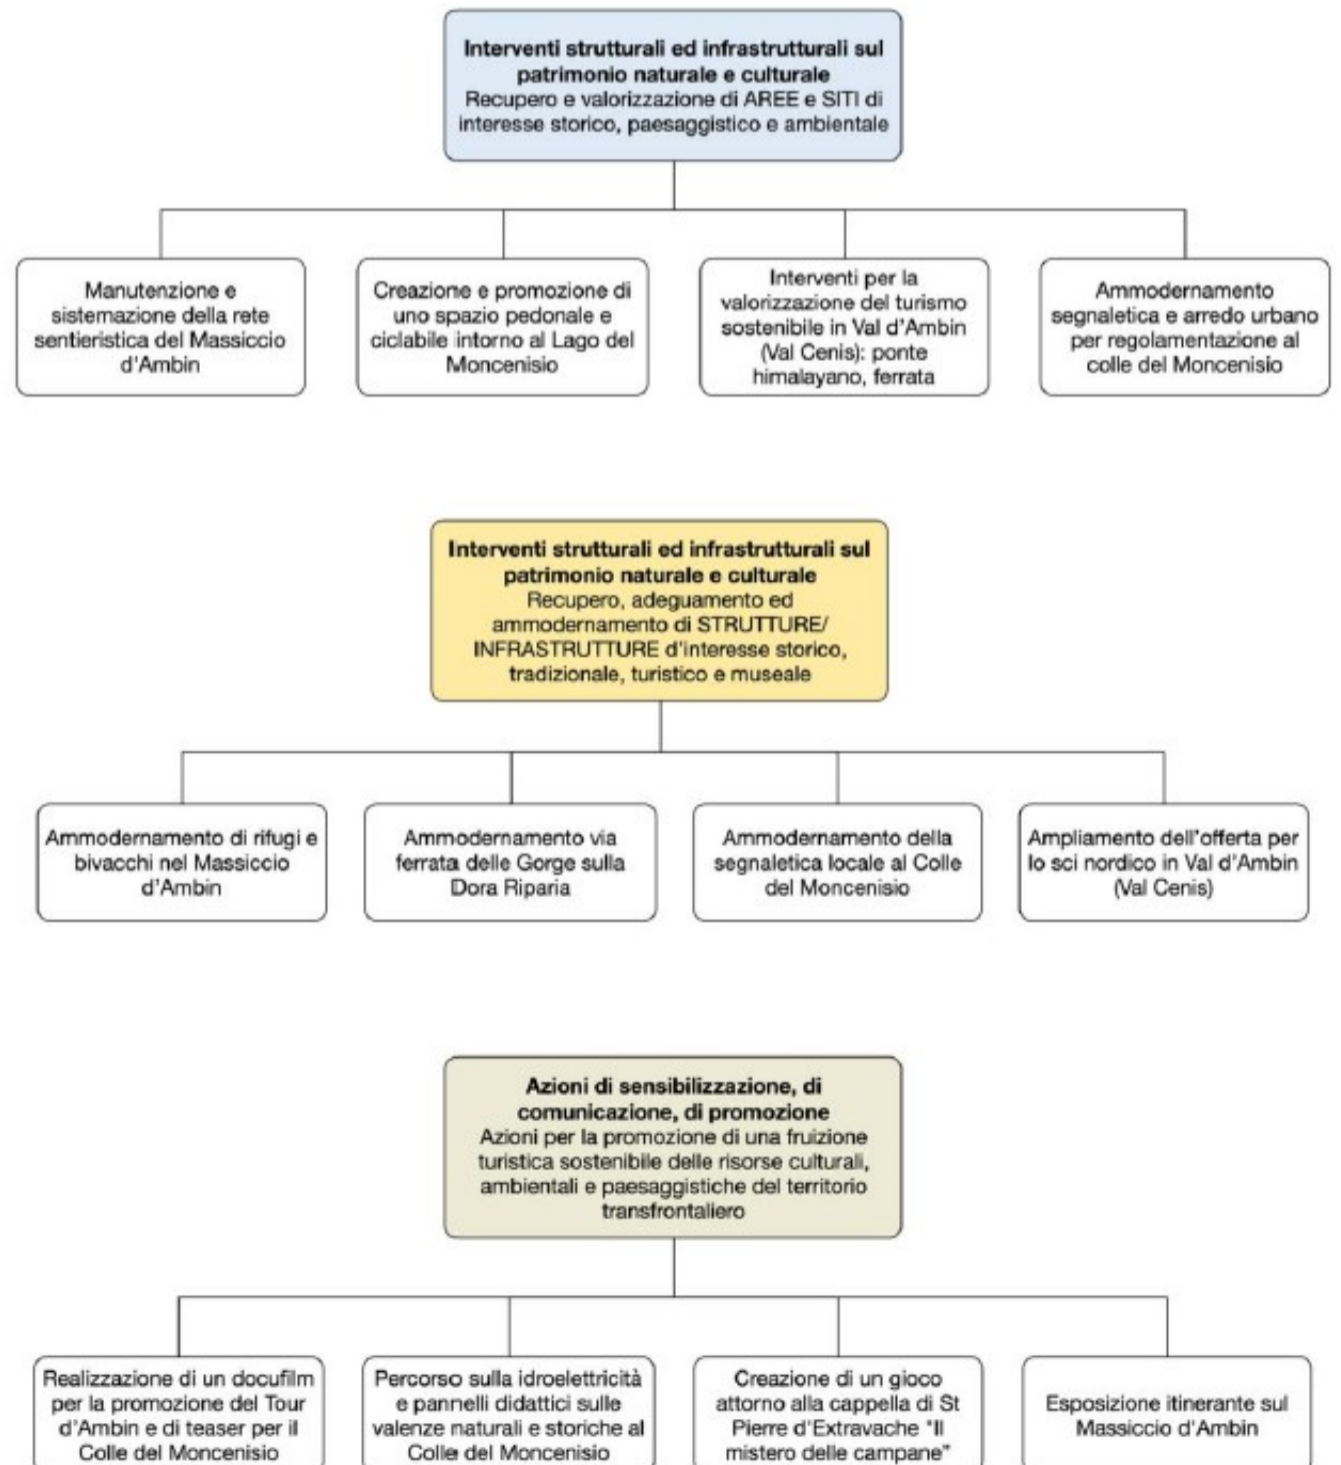 Interventi strutturali ed infrastrutturali sul
patrimonio naturale e culturale
Recupero e valorizzazione di AREE e SITI di
interesse storico, paesaggistico e ambientale
Manutenzione e
sistemazione della rete
sentieristica del Massiccio
d'Ambin
Creazione e promozione di
uno spazio pedonale e
ciclabile intorno al Lago del
Moncenisio
Interventi per la
valorizzazione del turismo
sostenibile in Val d'Ambin
(Val Cenis): ponte
himalayano, ferrata
Ammodernamento
segnaletica e arredo urbano
per regolamentazione al
colle del Moncenisio
Interventi strutturali ed infrastrutturali sul
patrimonio naturale e culturale
Recupero, adeguamento ed
ammodernamento di STRUTTURE/
INFRASTRUTTURE d'interesse storico,
tradizionale, turistico e museale
Ammodernamento di rifugi e
bivacchi nel Massiccio
d'Ambin
Ammodernamento via
ferrata delle Gorge sulla
Dora Riparia
Ammodernamento della
segnaletica locale al Colle
del Moncenisio
Ampliamento dell'offerta per
lo sci nordico in Val d'Ambin
(Val Cenis)
Azioni di sensibilizzazione, di
comunicazione, di promozione
Azioni per la promozione di una fruizione
turistica sostenibile delle risorse culturali,
ambientali e paesaggistiche del territorio
transfrontaliero
Realizzazione di un docufilm
per la promozione del Tour
d'Ambin e di teaser per il
Colle del Moncenisio
Percorso sulla idroelettricità
e pannelli didattici sulle
valenze naturali e storiche al
Colle del Moncenisio
Creazione di un gioco
attorno alla cappella di St
Pierre d'Extravache "Il
mistero delle campane"
Esposizione itinerante sul
Massiccio d'Ambin